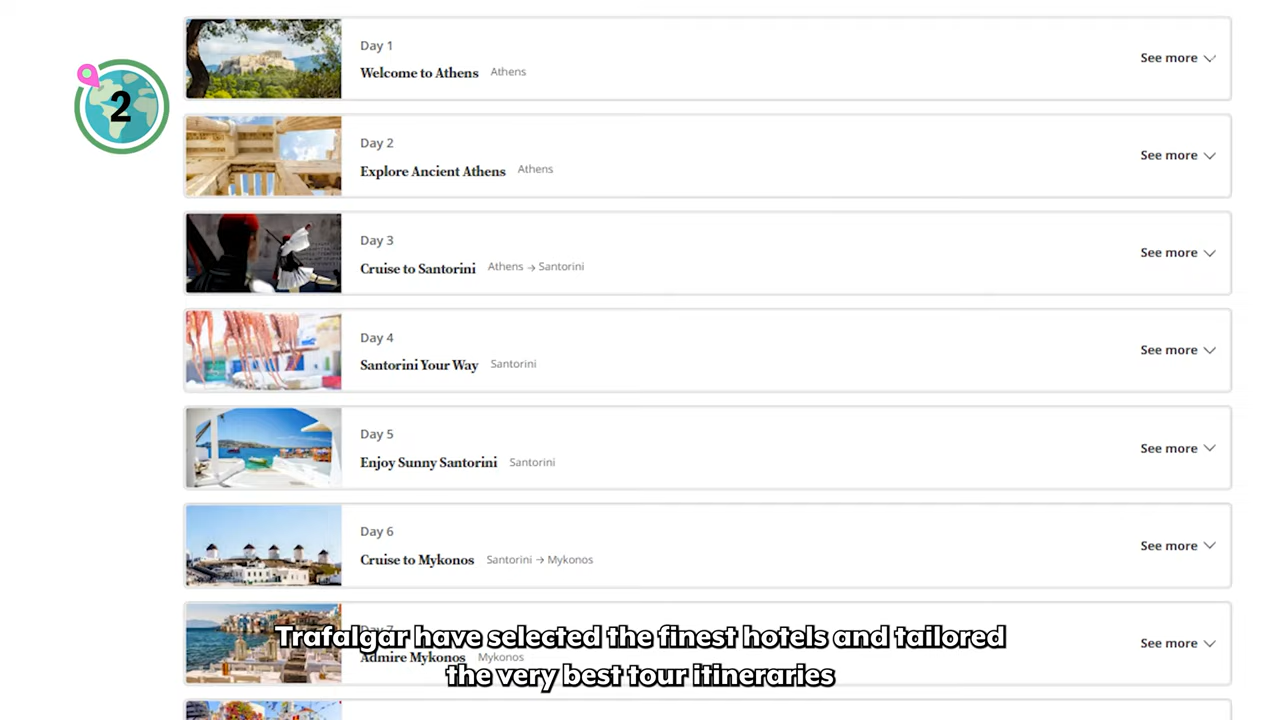 2
Day 1
Welcome to Athens Athens
See more
Day 2
Explore Ancient Athens Athens
See more
Day 3
Cruise to Santorini Athens → Santorini
See more
Day 4
Santorini Your Way Santorini
See more
Day 5
Enjoy Sunny Santorini Santorini
See more
Day 6
Cruise to Mykonos Santorini → Mykonos
See more
Day 7
Admire Mykonos Mykonos
See more
Trafalgar have selected the finest hotels and tailored
the very best tour itineraries